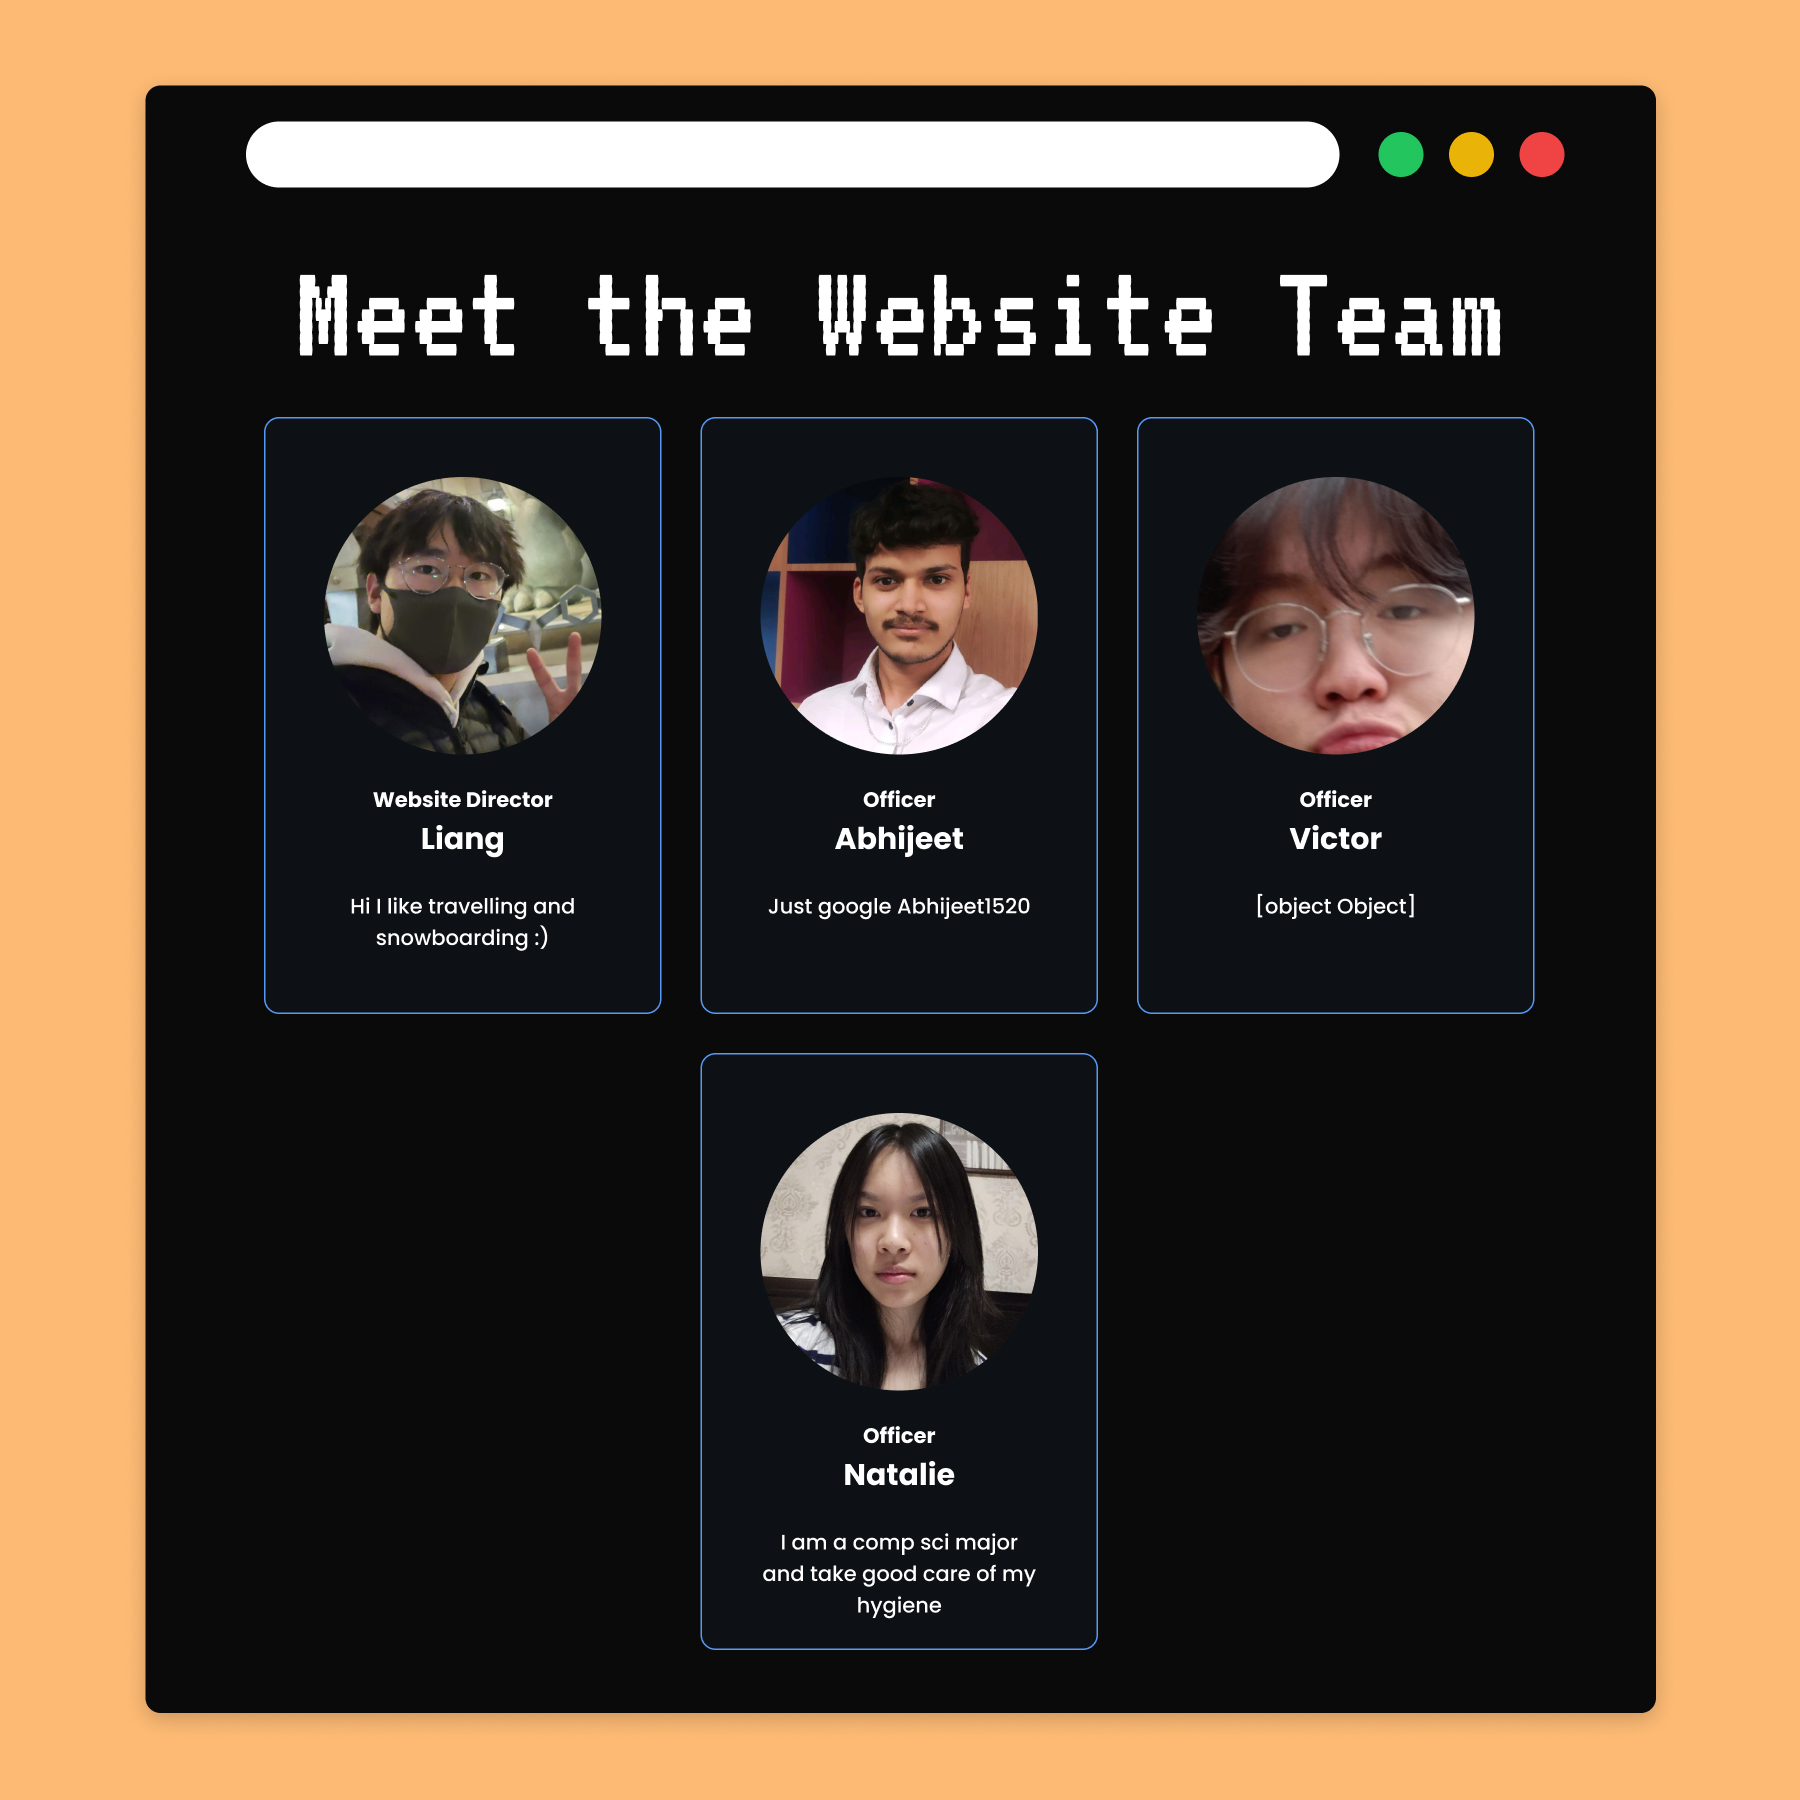 Meet the Website Team
Website Director
Liang
Hi I like travelling and
snowboarding :)
Officer
Abhijeet
Just google Abhijeet1520
Officer
Victor
[object Object]
Officer
Natalie
I am a comp sci major
and take good care of my
hygiene